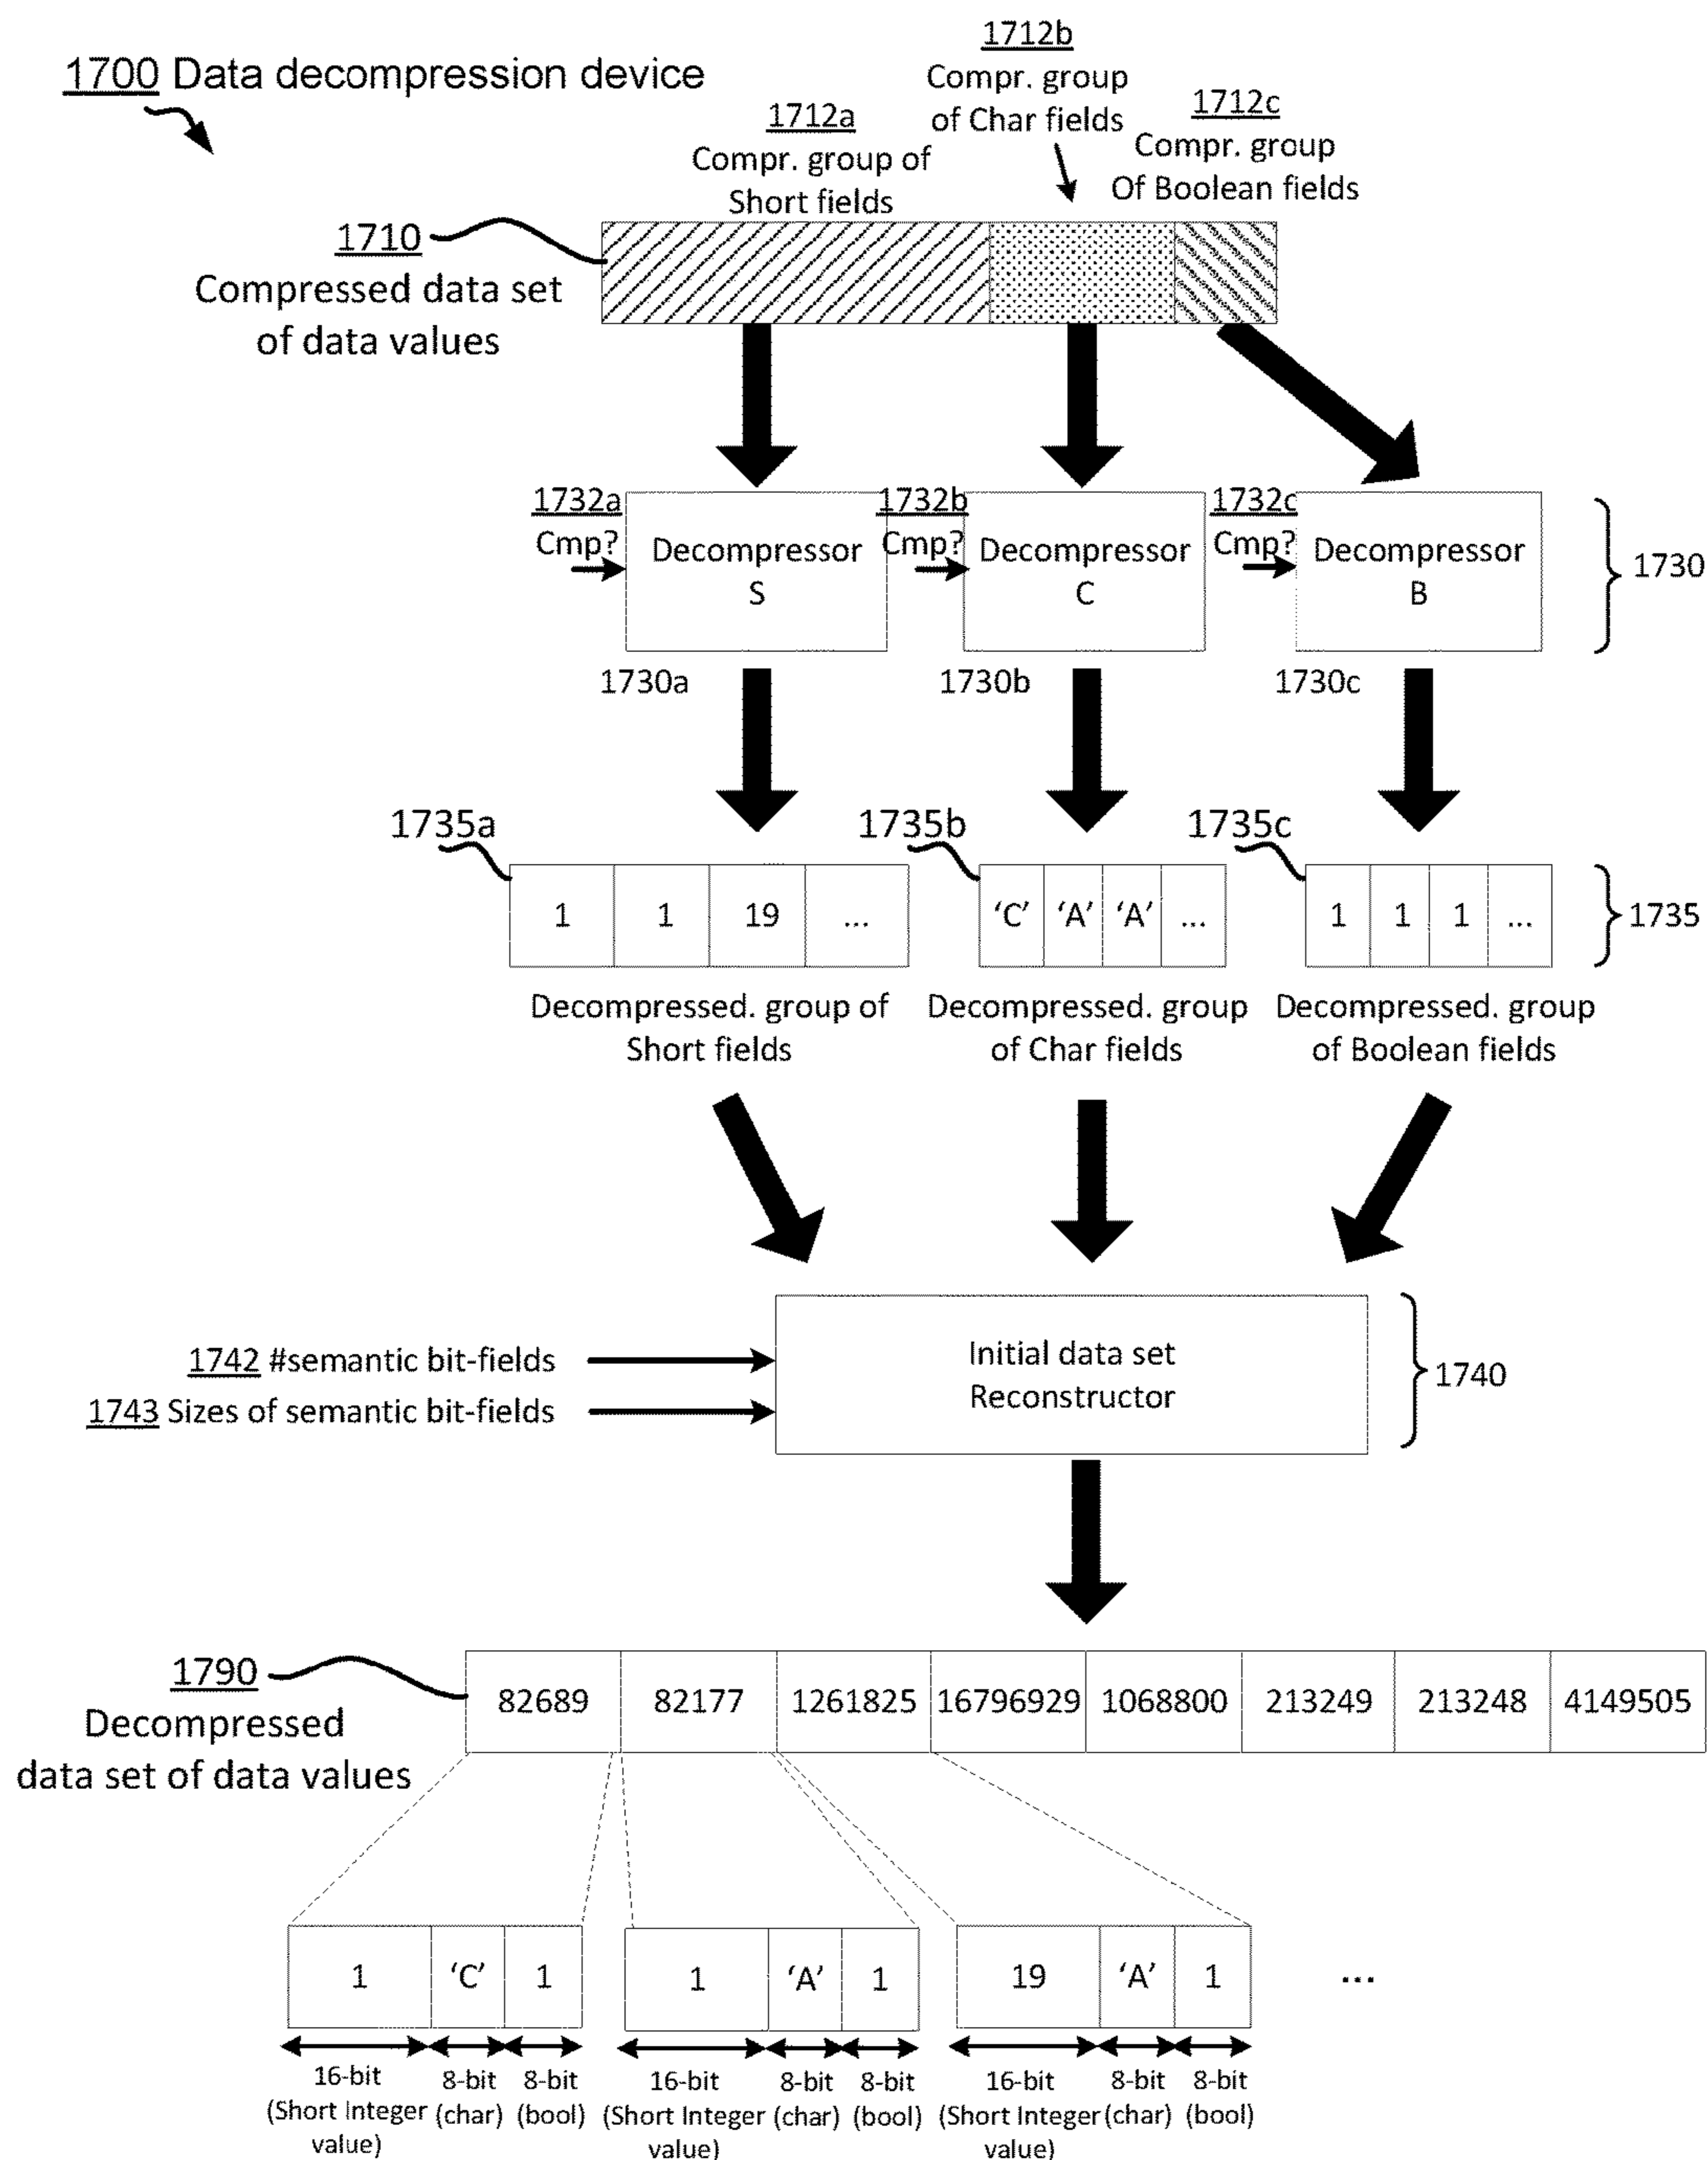 1700 Data decompression device
1712b
Compr. group
of Char fields
1712a
Compr. group of
Short fields
1712c
Compr. group
Of Boolean fields
1710
Compressed data set
of data values
1732a
Cmp?
Decompressor
S
1732b
Cmp?
Decompressor
C
1732c
Cmp?
Decompressor
B
1730
1730a
1730b
1730c
1735a
1735b
1735c
1 1 19 ...
'C' 'A' 'A' ...
1 1 1 ...
1735
Decompressed. group of
Short fields
Decompressed. group
of Char fields
Decompressed. group
of Boolean fields
1742 #semantic bit-fields
1743 Sizes of semantic bit-fields
Initial data set
Reconstructor
1740
1790
Decompressed
data set of data values
82689 82177 1261825 16796929 1068800 213249 213248 4149505
1 'C' 1
1 'A' 1
19 'A' 1
...
16-bit
(Short Integer
value)
8-bit
(char)
8-bit
(bool)
16-bit
(Short Integer
value)
8-bit
(char)
8-bit
(bool)
16-bit
(Short Integer
value)
8-bit
(char)
8-bit
(bool)